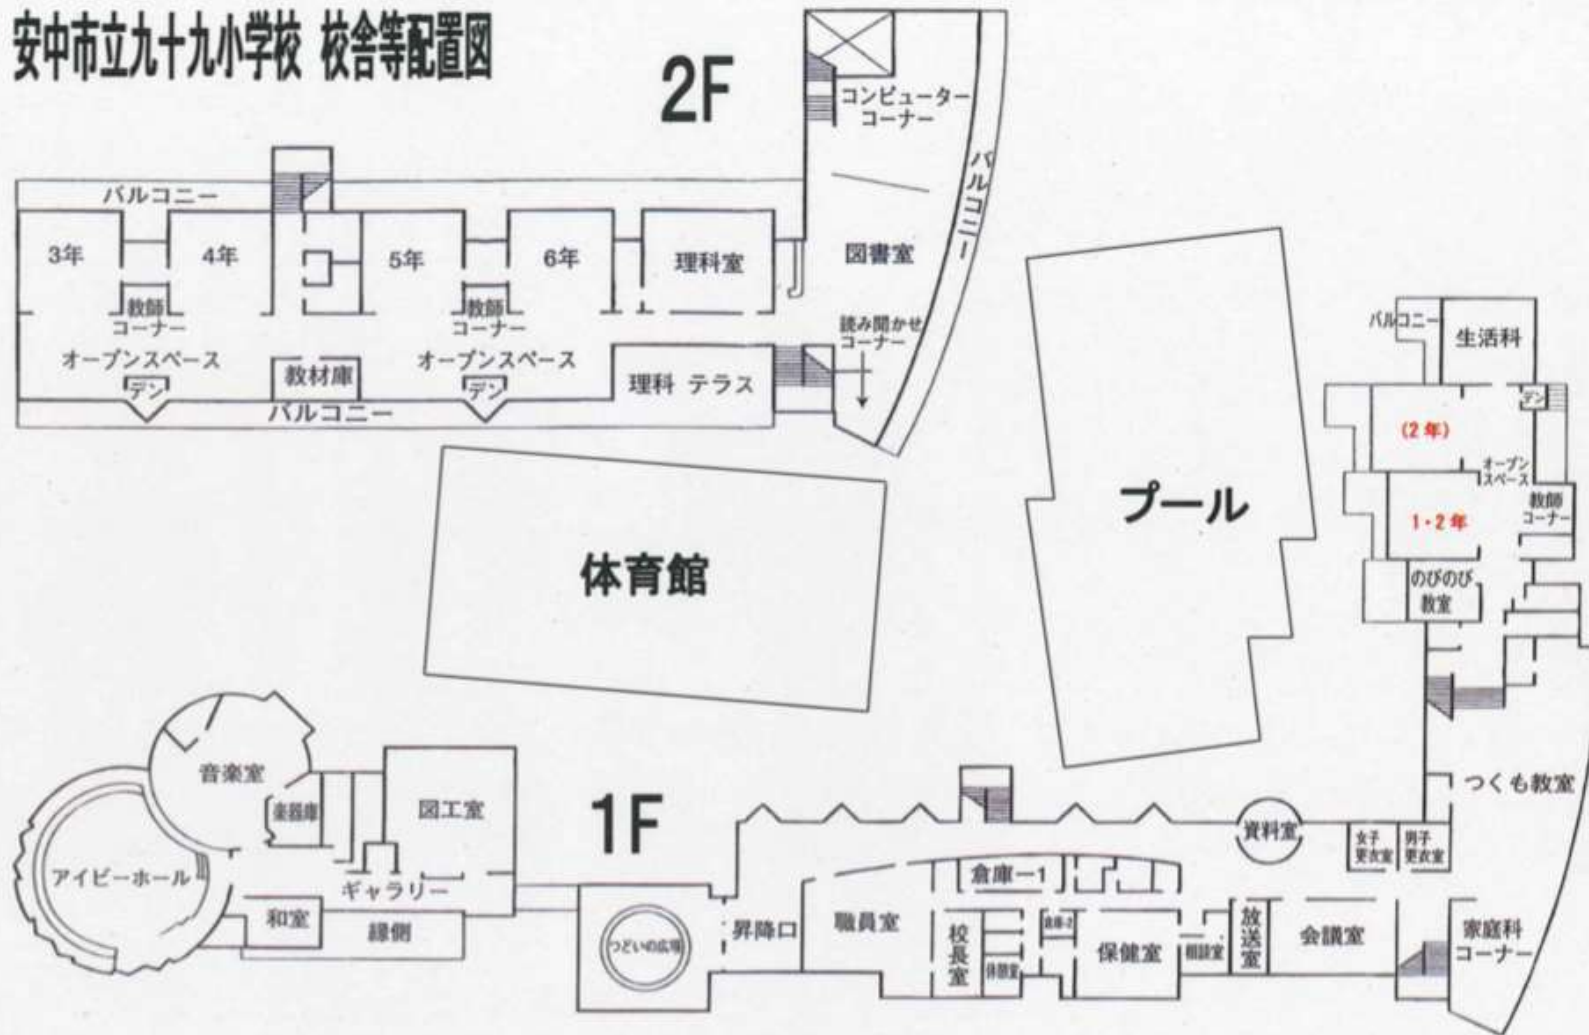 安中市立九十九小学校 校舎等配置図
2F
コンピューター
コーナー
バルコニー
バルコニー
3年
4年
5年
6年
理科室
図書室
教師
コーナー
教師
コーナー
読み聞かせ
コーナー
オープンスペース
オープンスペース
デン
教材庫
デン
理科 テラス
バルコニー
体育館
プール
バルコニー
生活科
デン
(2年)
オープン
スペース
1・2年
教師
コーナー
のびのび
教室
つくも教室
1F
音楽室
楽器庫
図工室
アイビーホール
ギャラリー
和室
縁側
つどいの広場
昇降口
職員室
倉庫ー1
校長室
休憩室
倉庫-2
保健室
相談室
放送室
会議室
資料室
女子
更衣室
男子
更衣室
家庭科
コーナー